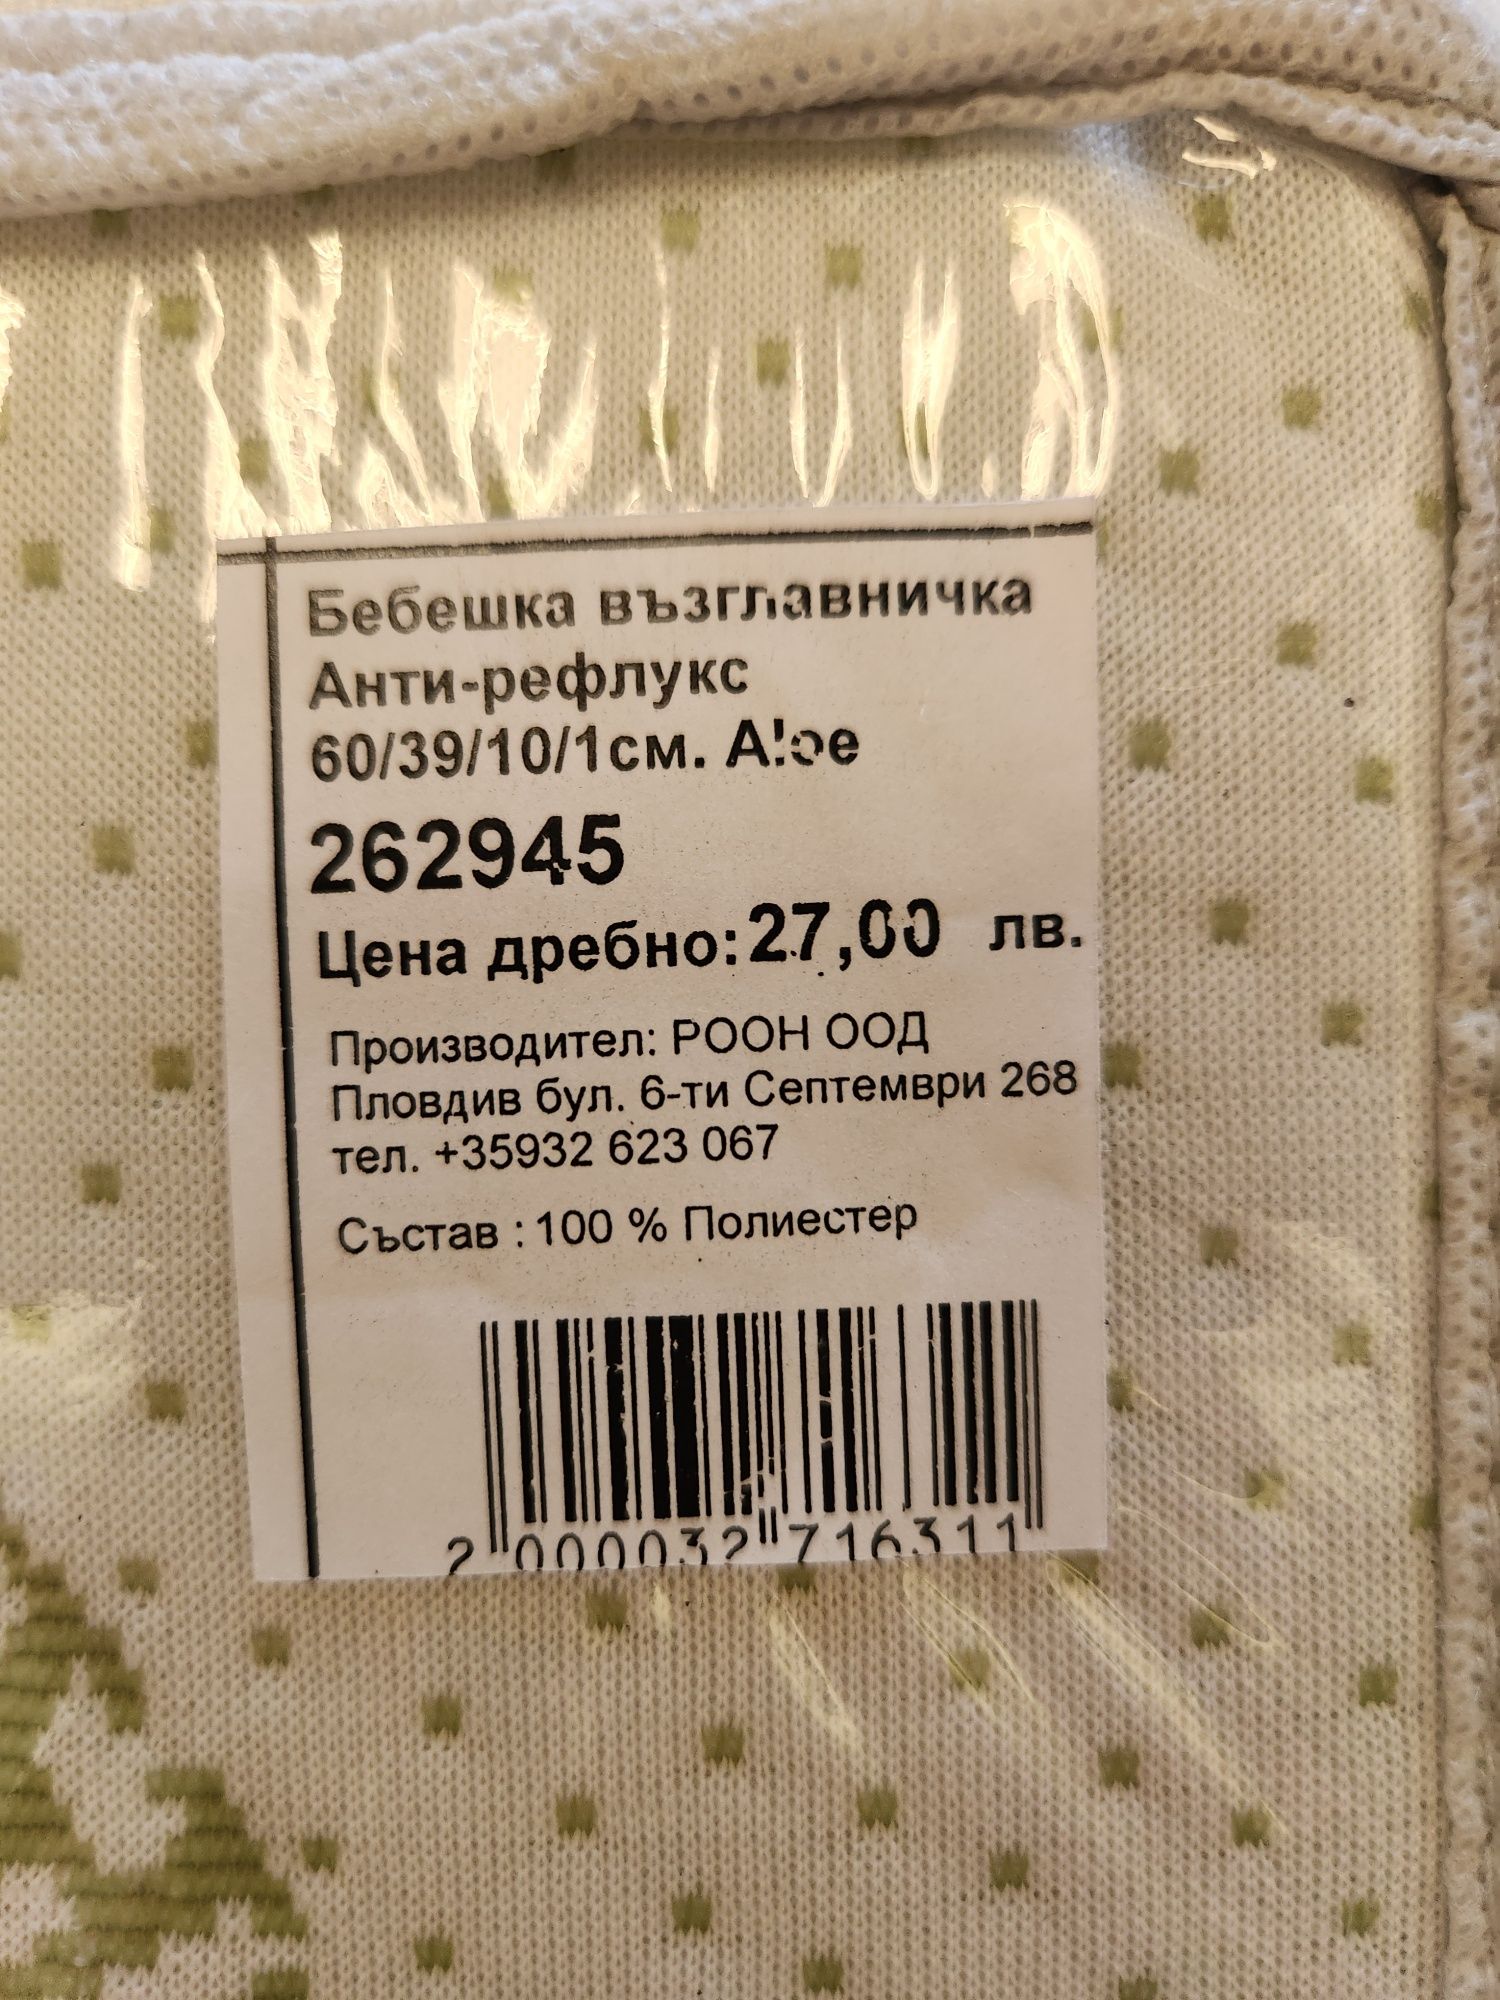 Бебешка възглавничка
Анти-рефлукс
60/39/10/1см. Aloe
262945
Цена дребно: 27,00 лв.
Производител: РООН ООД
Пловдив бул. 6-ти Септември 268
тел. +35932 623 067
Състав : 100 % Полиестер
2 000032 716311